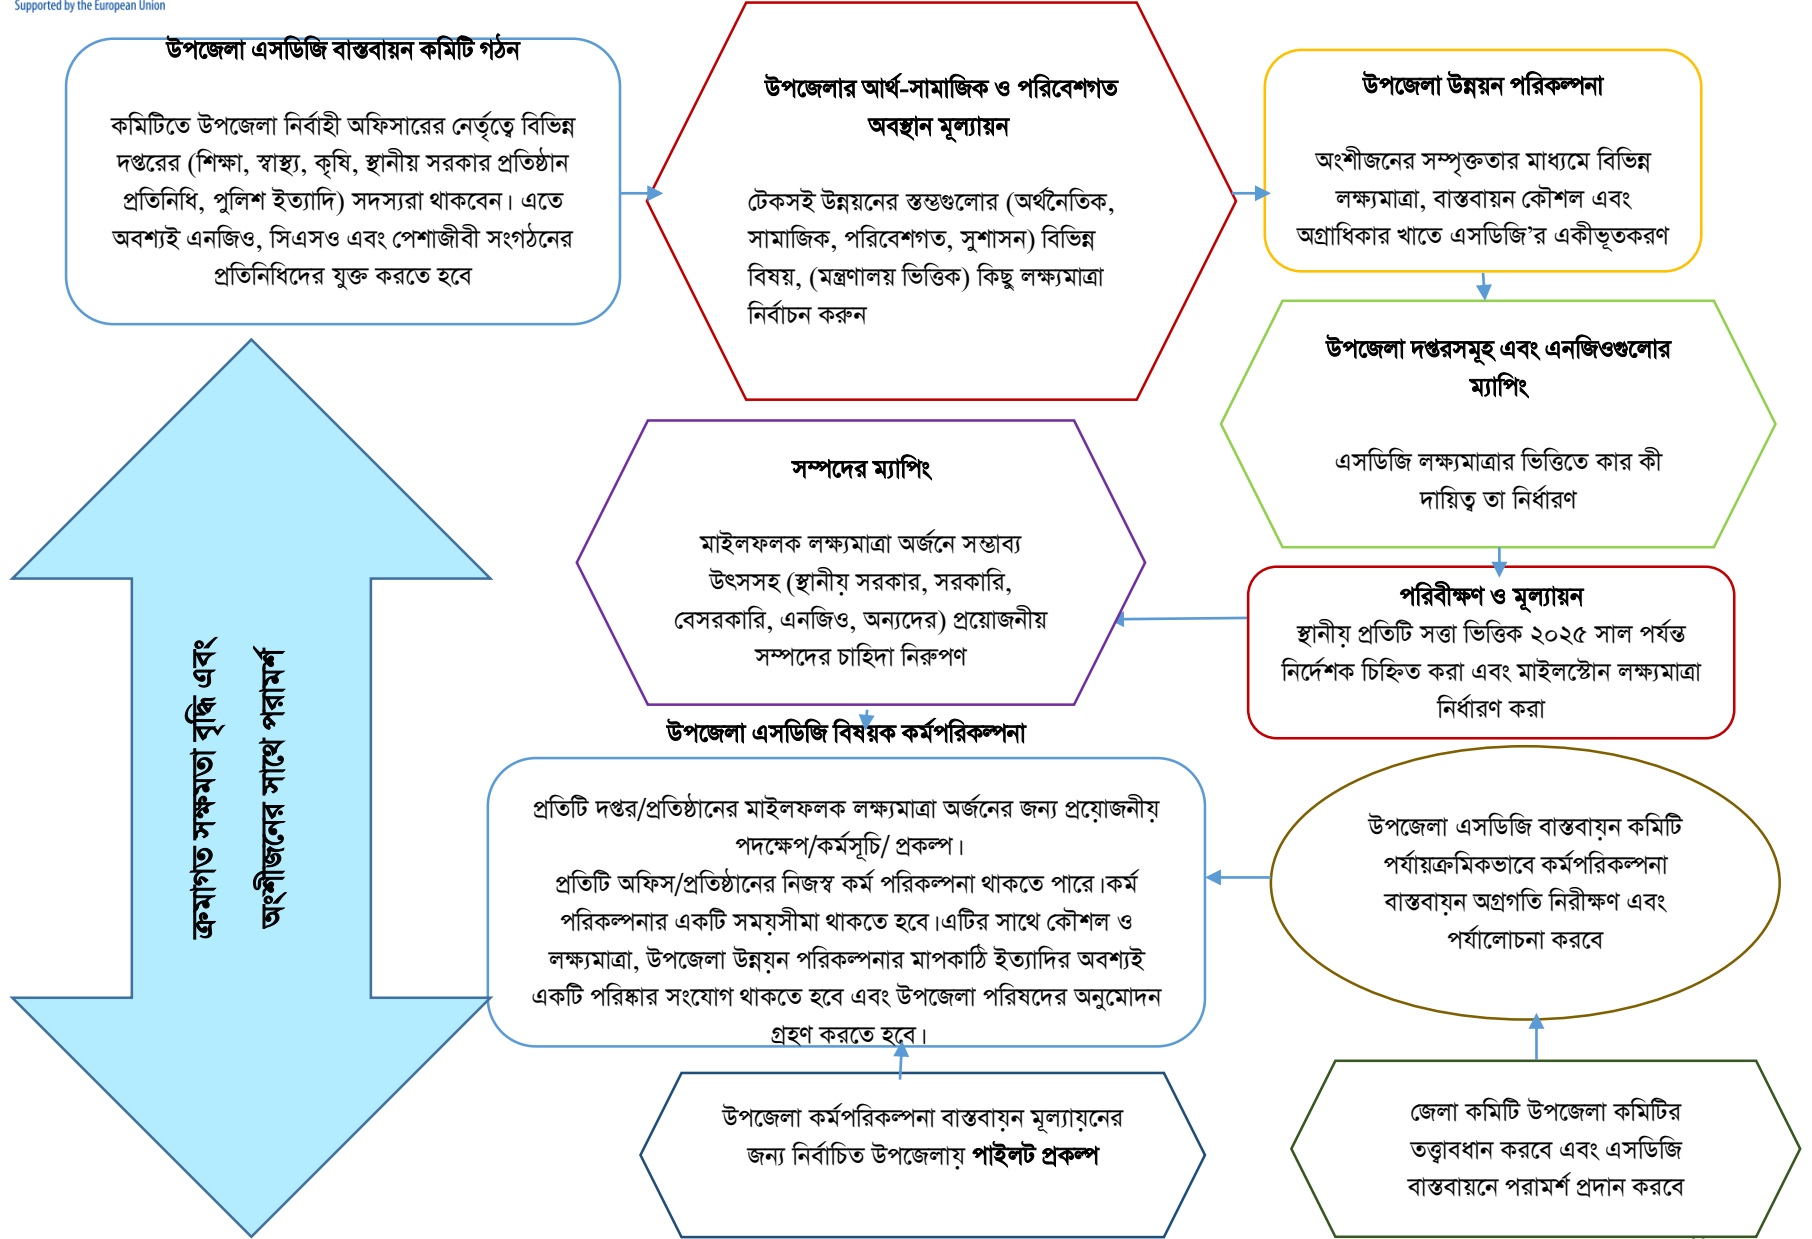 Supported by the European Union
উপজেলা এসডিজি বাস্তবায়ন কমিটি গঠন
কমিটিতে উপজেলা নির্বাহী অফিসারের নের্তৃত্বে বিভিন্ন
দপ্তরের (শিক্ষা, স্বাস্থ্য, কৃষি, স্থানীয় সরকার প্রতিষ্ঠান
প্রতিনিধি, পুলিশ ইত্যাদি) সদস্যরা থাকবেন। এতে
অবশ্যই এনজিও, সিএসও এবং পেশাজীবী সংগঠনের
প্রতিনিধিদের যুক্ত করতে হবে
উপজেলার আর্থ-সামাজিক ও পরিবেশগত
অবস্থান মূল্যায়ন
টেকসই উন্নয়নের স্তম্ভগুলোর (অর্থনৈতিক,
সামাজিক, পরিবেশগত, সুশাসন) বিভিন্ন
বিষয়, (মন্ত্রণালয় ভিত্তিক) কিছু লক্ষ্যমাত্রা
নির্বাচন করুন
উপজেলা উন্নয়ন পরিকল্পনা
অংশীজনের সম্পৃক্ততার মাধ্যমে বিভিন্ন
লক্ষ্যমাত্রা, বাস্তবায়ন কৌশল এবং
অগ্রাধিকার খাতে এসডিজি’র একীভূতকরণ
উপজেলা দপ্তরসমূহ এবং এনজিওগুলোর
ম্যাপিং
এসডিজি লক্ষ্যমাত্রার ভিত্তিতে কার কী
দায়িত্ব তা নির্ধারণ
পরিবীক্ষণ ও মূল্যায়ন
স্থানীয় প্রতিটি সত্তা ভিত্তিক ২০২৫ সাল পর্যন্ত
নির্দেশক চিহ্নিত করা এবং মাইলস্টোন লক্ষ্যমাত্রা
নির্ধারণ করা
সম্পদের ম্যাপিং
মাইলফলক লক্ষ্যমাত্রা অর্জনে সম্ভাব্য
উৎসসহ (স্থানীয় সরকার, সরকারি,
বেসরকারি, এনজিও, অন্যদের) প্রয়োজনীয়
সম্পদের চাহিদা নিরুপণ
উপজেলা এসডিজি বিষয়ক কর্মপরিকল্পনা
প্রতিটি দপ্তর/প্রতিষ্ঠানের মাইলফলক লক্ষ্যমাত্রা অর্জনের জন্য প্রয়োজনীয়
পদক্ষেপ/কর্মসূচি/ প্রকল্প।
প্রতিটি অফিস/প্রতিষ্ঠানের নিজস্ব কর্ম পরিকল্পনা থাকতে পারে।কর্ম
পরিকল্পনার একটি সময়সীমা থাকতে হবে।এটির সাথে কৌশল ও
লক্ষ্যমাত্রা, উপজেলা উন্নয়ন পরিকল্পনার মাপকাঠি ইত্যাদির অবশ্যই
একটি পরিষ্কার সংযোগ থাকতে হবে এবং উপজেলা পরিষদের অনুমোদন
গ্রহণ করতে হবে।
উপজেলা এসডিজি বাস্তবায়ন কমিটি
পর্যায়ক্রমিকভাবে কর্মপরিকল্পনা
বাস্তবায়ন অগ্রগতি নিরীক্ষণ এবং
পর্যালোচনা করবে
উপজেলা কর্মপরিকল্পনা বাস্তবায়ন মূল্যায়নের
জন্য নির্বাচিত উপজেলায় পাইলট প্রকল্প
জেলা কমিটি উপজেলা কমিটির
তত্ত্বাবধান করবে এবং এসডিজি
বাস্তবায়নে পরামর্শ প্রদান করবে
ক্রমাগত সক্ষমতা বৃদ্ধি এবং
অংশীজনের সাথে পরামর্শ